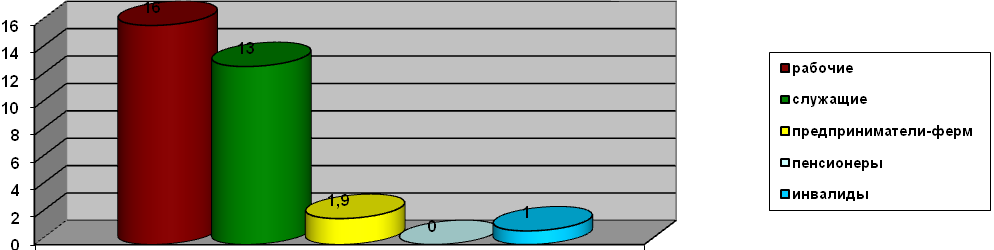 16
14
12
10
8
6
4
2
0
16
13
1,9
0
1
рабочие
служащие
предприниматели-ферм
пенсионеры
инвалиды